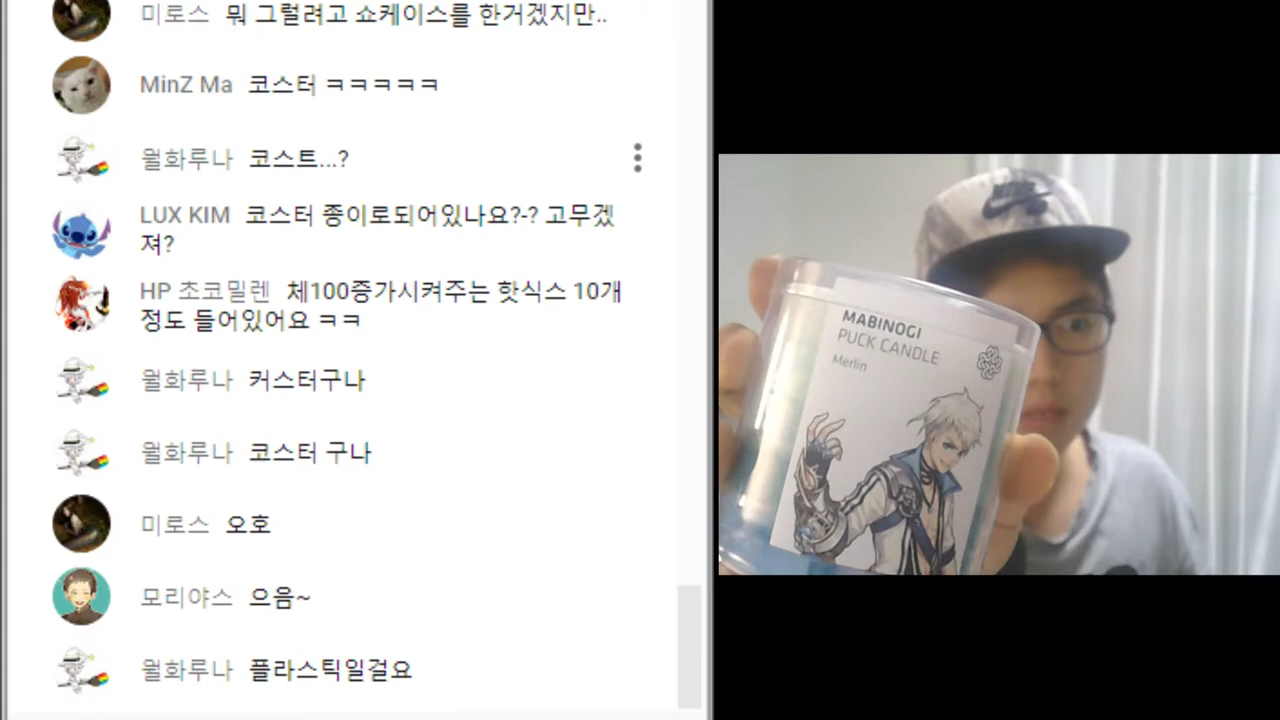 미로스 뭐 그럴려고 쇼케이스를 한거겠지만..
MinZ Ma 코스터 ㅋㅋㅋㅋㅋ
월화루나 코스트...?
LUX KIM 코스터 종이로되어있나요?-? 고무겠
져?
HP 초코밀렌 체100증가시켜주는 핫식스 10개
정도 들어있어요 ㅋㅋ
월화루나 커스터구나
월화루나 코스터 구나
미로스 오호
모리야스 으음~
월화루나 플라스틱일걸요
MABINOGI
PUCK CANDLE
Merlin